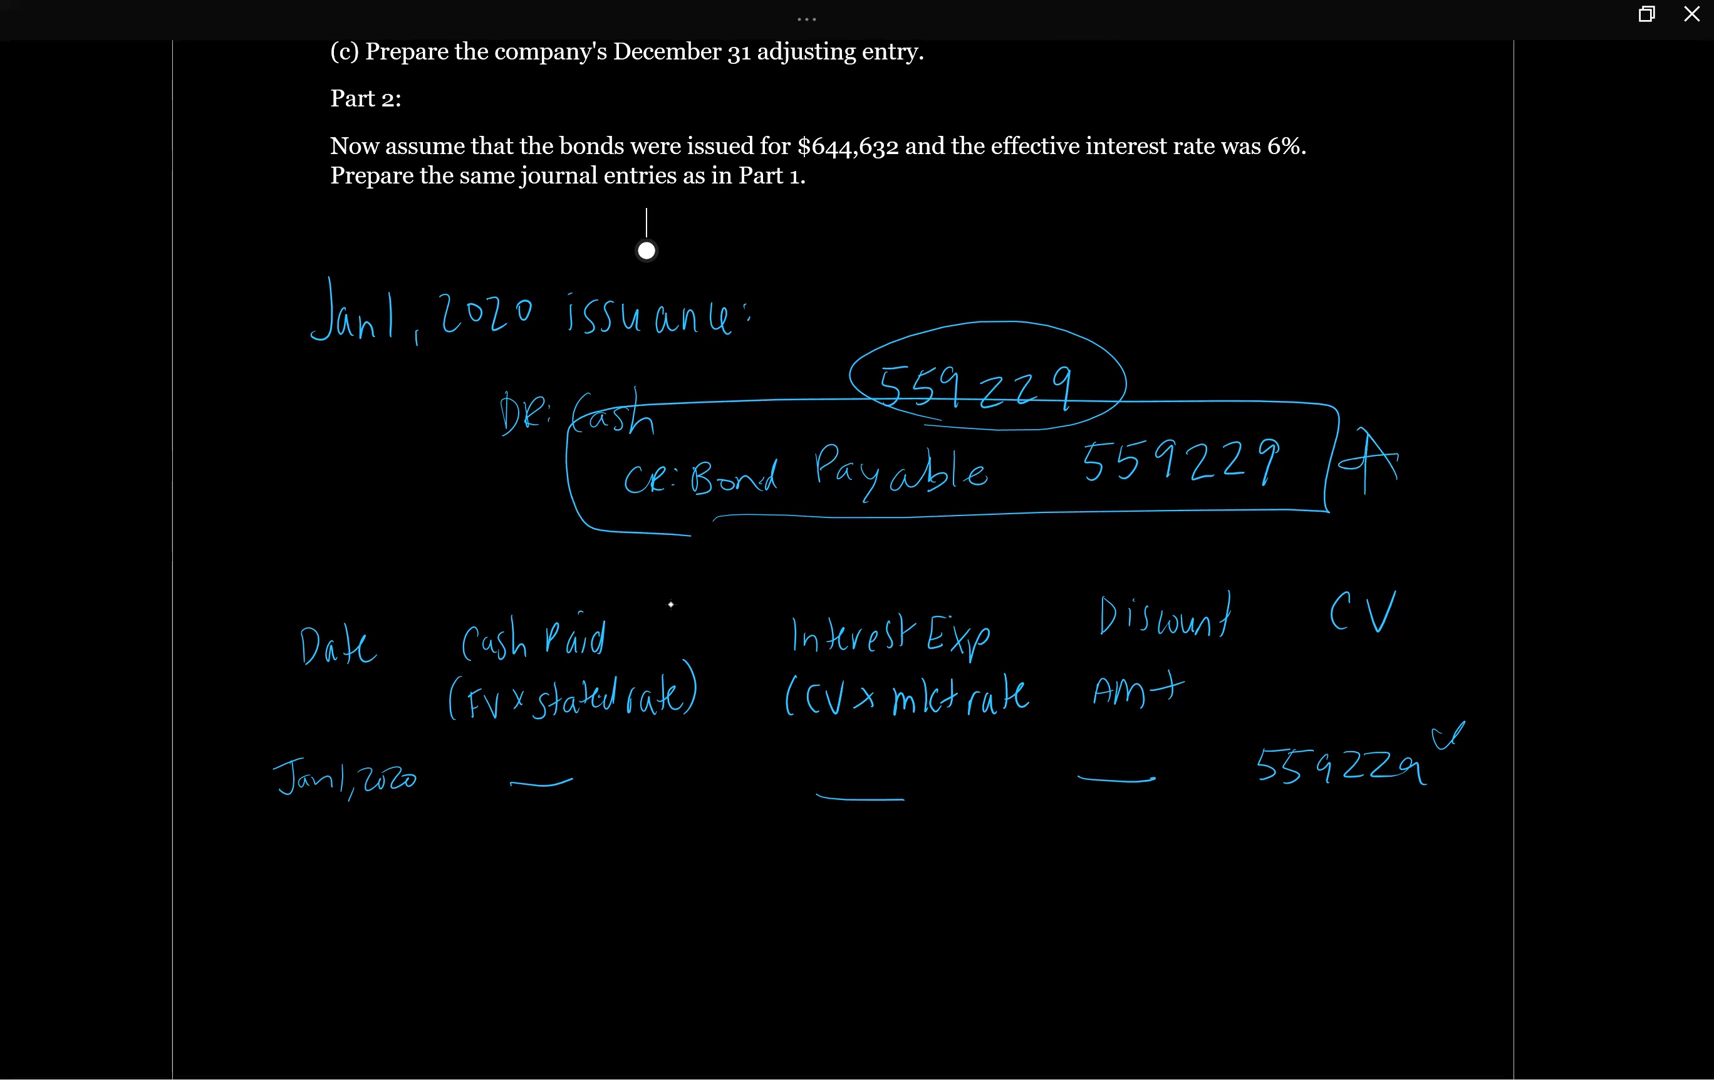 (c) Prepare the company's December 31 adjusting entry.
Part 2:
Now assume that the bonds were issued for $644,632 and the effective interest rate was 6%.
Prepare the same journal entries as in Part 1.
Jan 1, 2020 issuance:
DR: Cash 559229
CR: Bond Payable 559229 A
Date Cash Paid Interest Exp Discount CV
(FV x stated rate) (CV x mkt rate AMt
Jan 1, 2020 — — — 559229 ✓